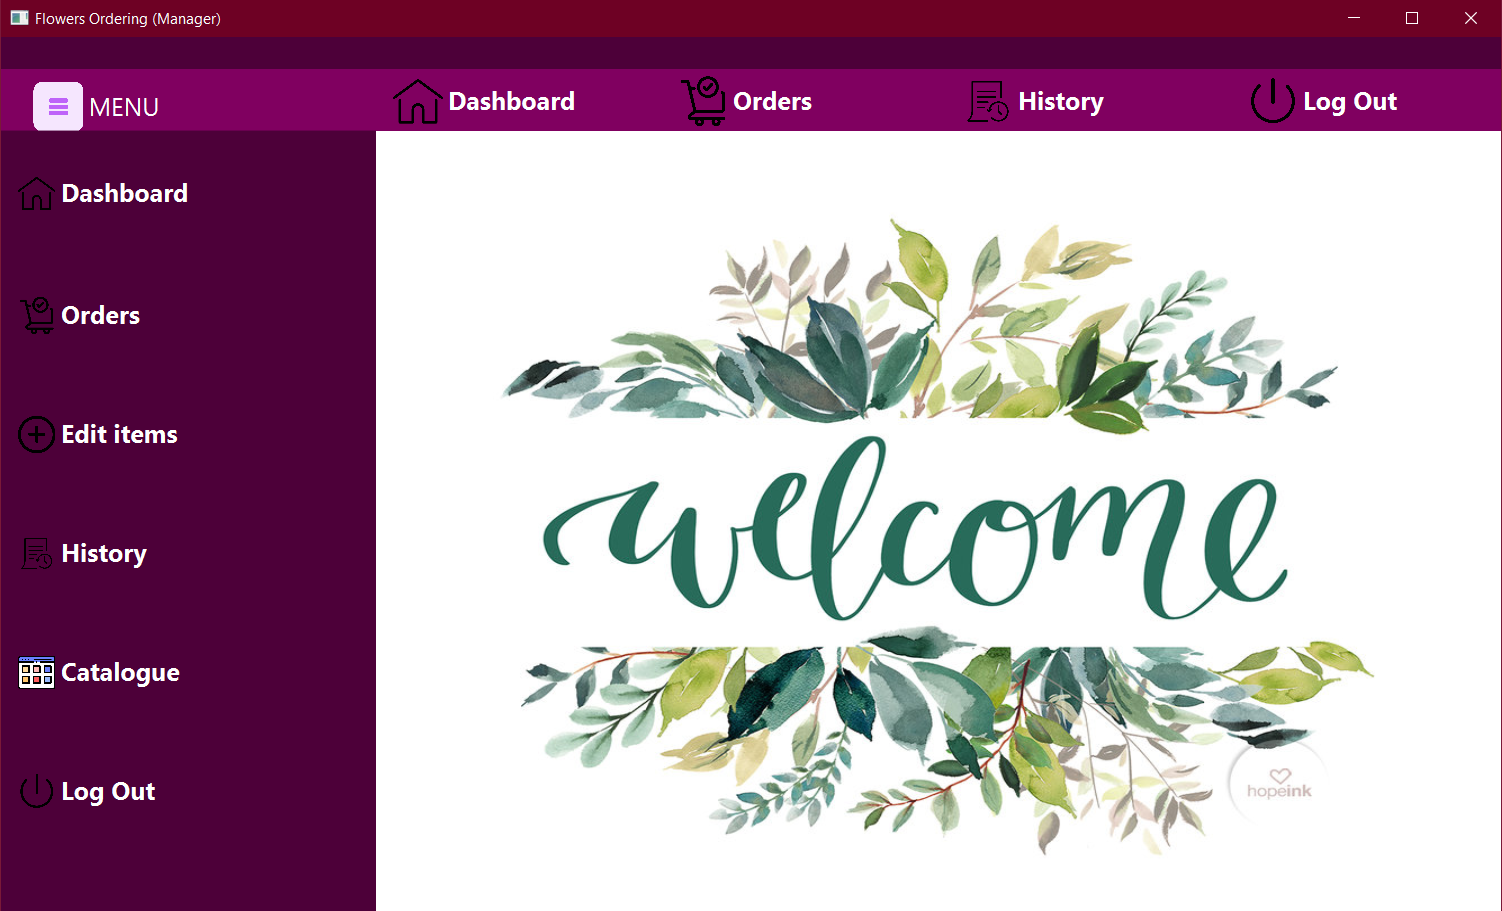 Flowers Ordering (Manager)
MENU
Dashboard
Orders
History
Log Out
Dashboard
Orders
Edit items
History
Catalogue
Log Out
welcome
hopeink